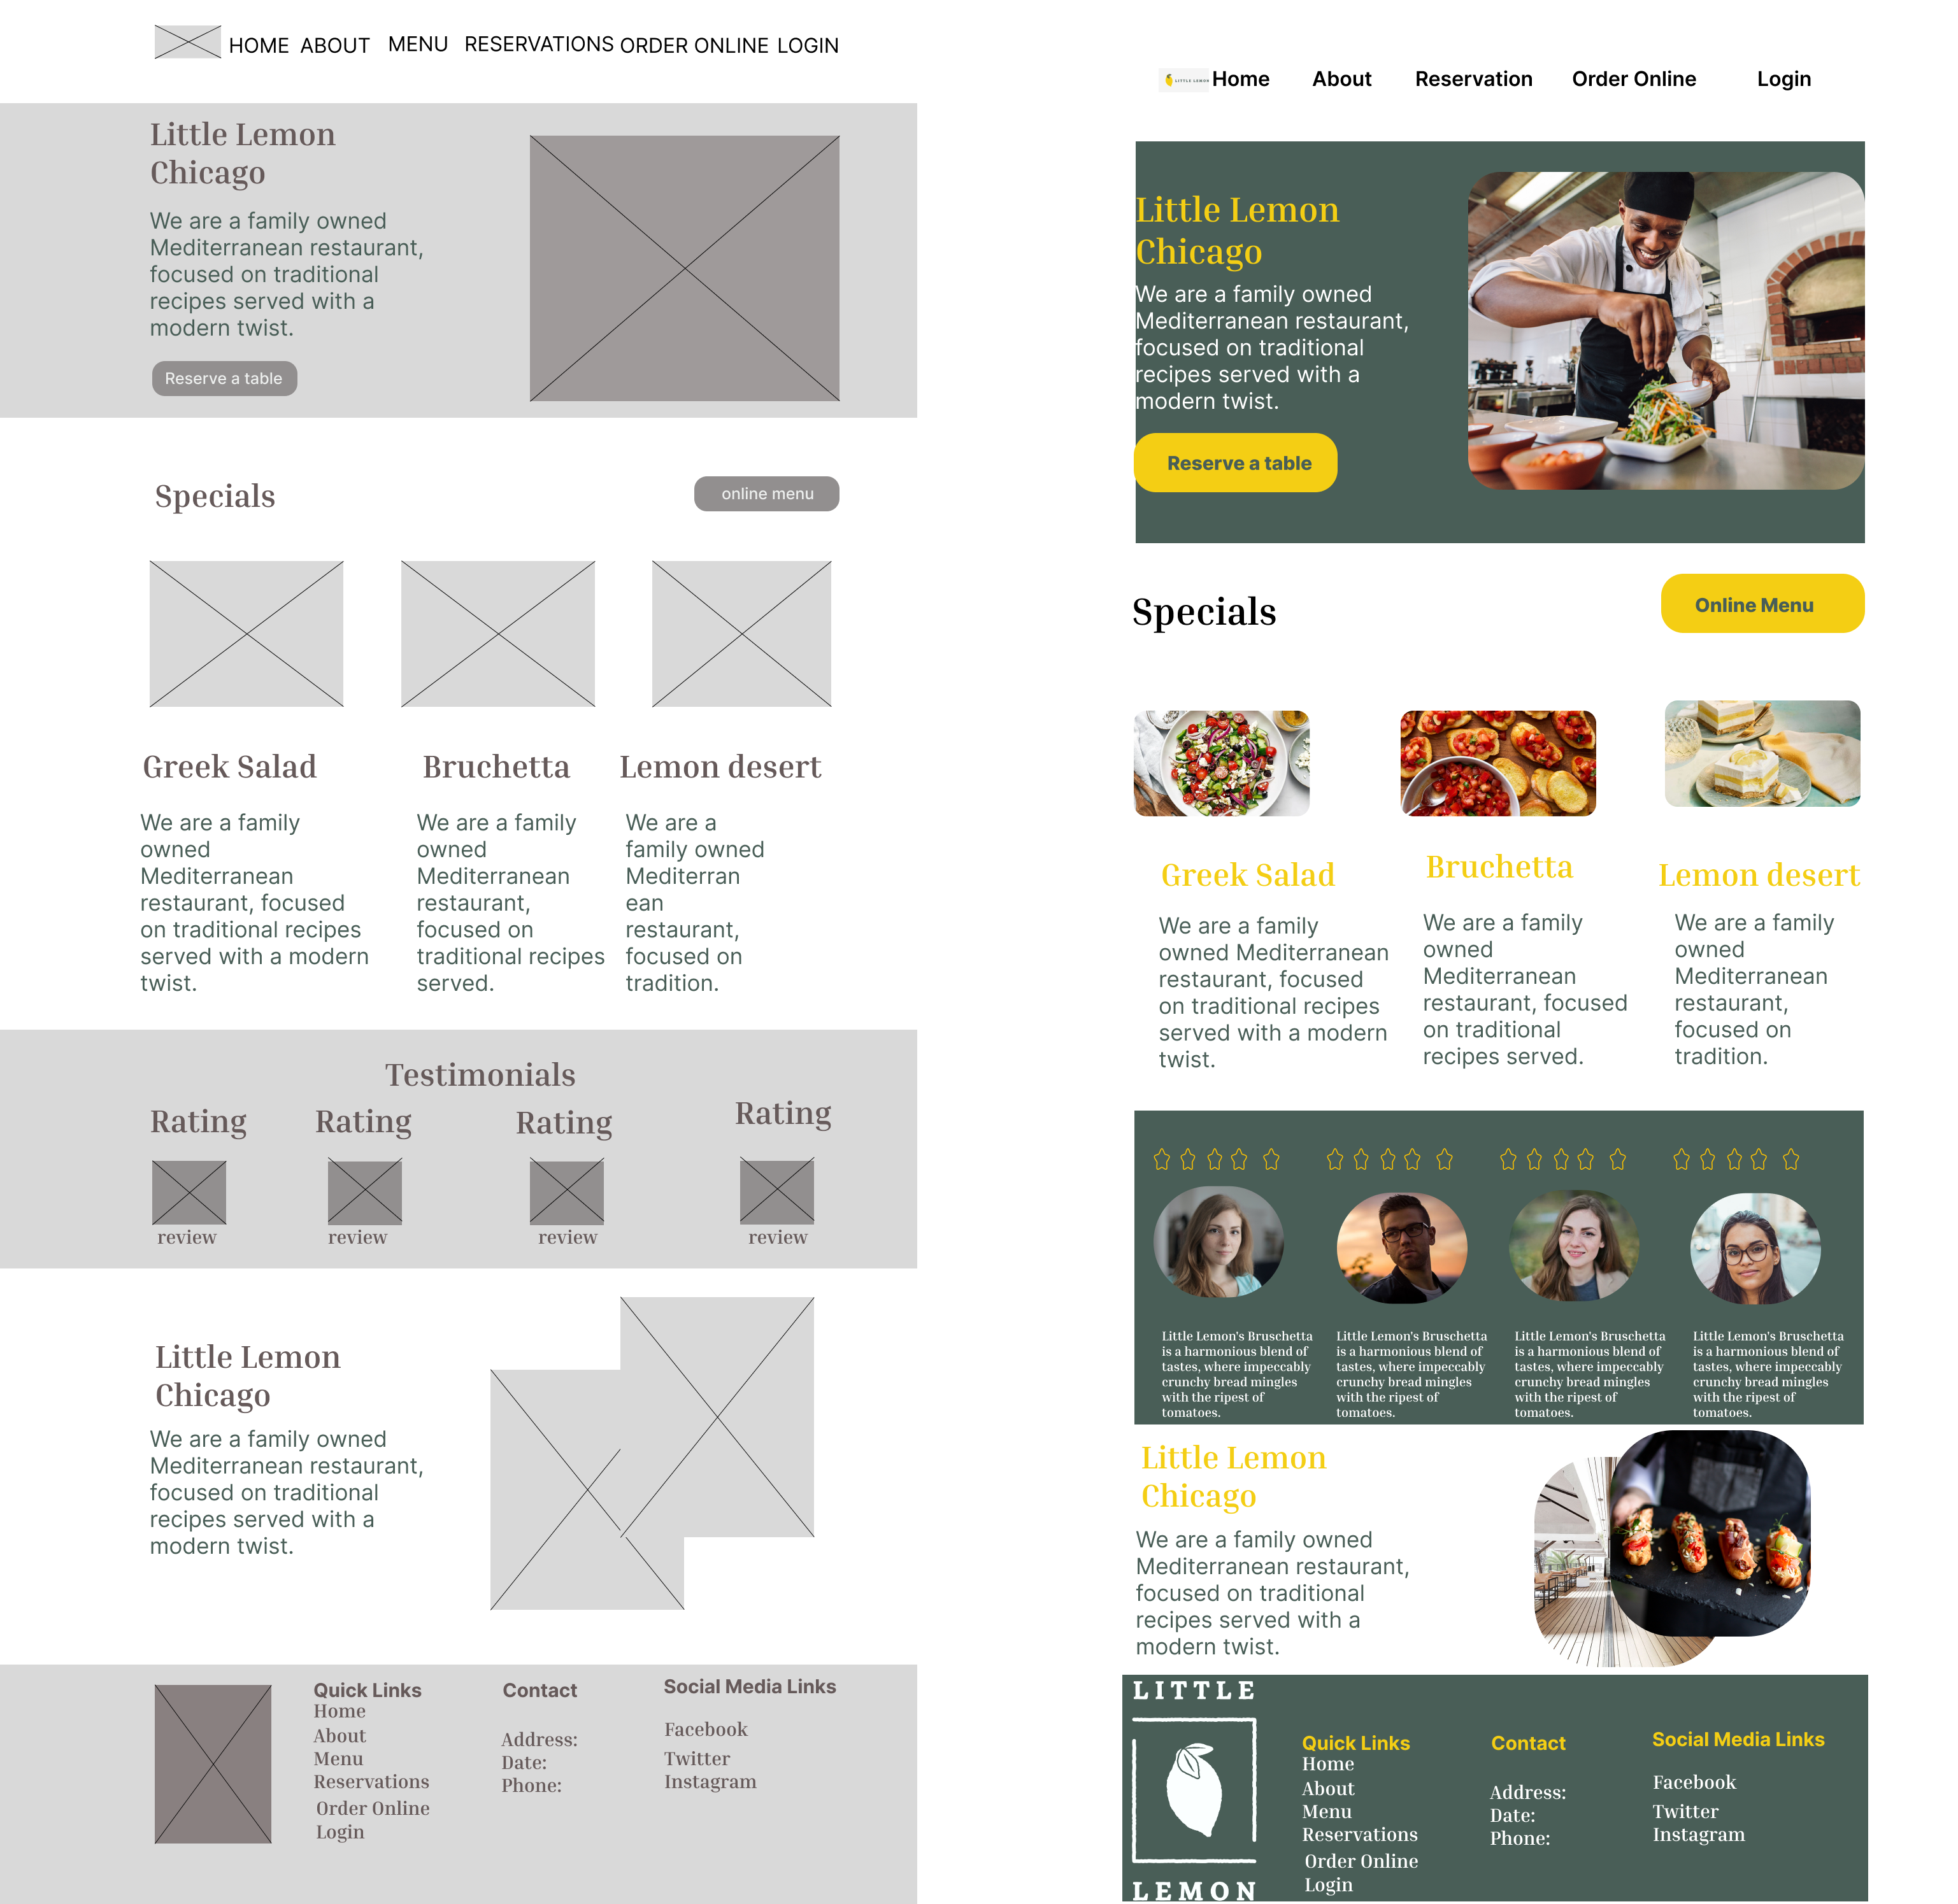 HOME ABOUT MENU RESERVATIONS ORDER ONLINE LOGIN
Little Lemon
Chicago
We are a family owned
Mediterranean restaurant,
focused on traditional
recipes served with a
modern twist.
Reserve a table
Specials
online menu
Greek Salad
We are a family
owned
Mediterranean
restaurant, focused
on traditional recipes
served with a modern
twist.
Bruchetta
We are a family
owned
Mediterranean
restaurant,
focused on
traditional recipes
served.
Lemon desert
We are a
family owned
Mediterran
ean
restaurant,
focused on
tradition.
Testimonials
Rating
Rating
Rating
Rating
review
review
review
review
Little Lemon
Chicago
We are a family owned
Mediterranean restaurant,
focused on traditional
recipes served with a
modern twist.
Quick Links
Home
About
Menu
Reservations
Order Online
Login
Contact
Address:
Date:
Phone:
Social Media Links
Facebook
Twitter
Instagram
LITTLE LEMON
Home About Reservation Order Online Login
Little Lemon
Chicago
We are a family owned
Mediterranean restaurant,
focused on traditional
recipes served with a
modern twist.
Reserve a table
Specials
Online Menu
Greek Salad
We are a family
owned Mediterranean
restaurant, focused
on traditional recipes
served with a modern
twist.
Bruchetta
We are a family
owned
Mediterranean
restaurant, focused
on traditional
recipes served.
Lemon desert
We are a family
owned
Mediterranean
restaurant,
focused on
tradition.
Little Lemon's Bruschetta
is a harmonious blend of
tastes, where impeccably
crunchy bread mingles
with the ripest of
tomatoes.
Little Lemon's Bruschetta
is a harmonious blend of
tastes, where impeccably
crunchy bread mingles
with the ripest of
tomatoes.
Little Lemon's Bruschetta
is a harmonious blend of
tastes, where impeccably
crunchy bread mingles
with the ripest of
tomatoes.
Little Lemon's Bruschetta
is a harmonious blend of
tastes, where impeccably
crunchy bread mingles
with the ripest of
tomatoes.
Little Lemon
Chicago
We are a family owned
Mediterranean restaurant,
focused on traditional
recipes served with a
modern twist.
LITTLE
LEMON
Quick Links
Home
About
Menu
Reservations
Order Online
Login
Contact
Address:
Date:
Phone:
Social Media Links
Facebook
Twitter
Instagram